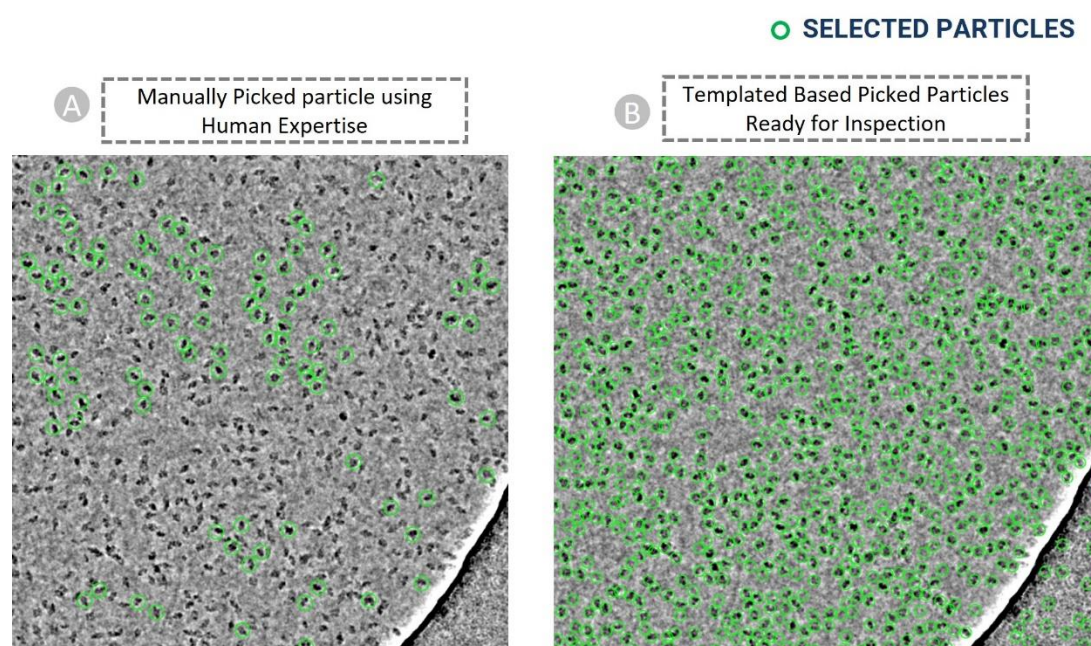 SELECTED PARTICLES
A
Manually Picked particle using
Human Expertise
B
Templated Based Picked Particles
Ready for Inspection